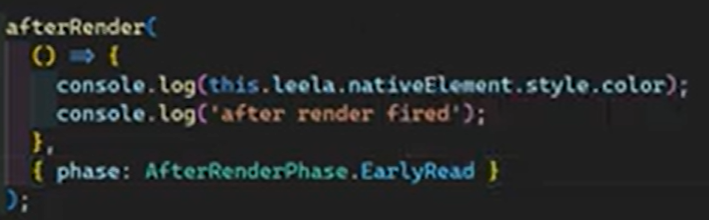 afterRender(
() => {
console.log(this.leela.nativeElement.style.color);
console.log('after render fired');
},
{ phase: AfterRenderPhase.EarlyRead }
);